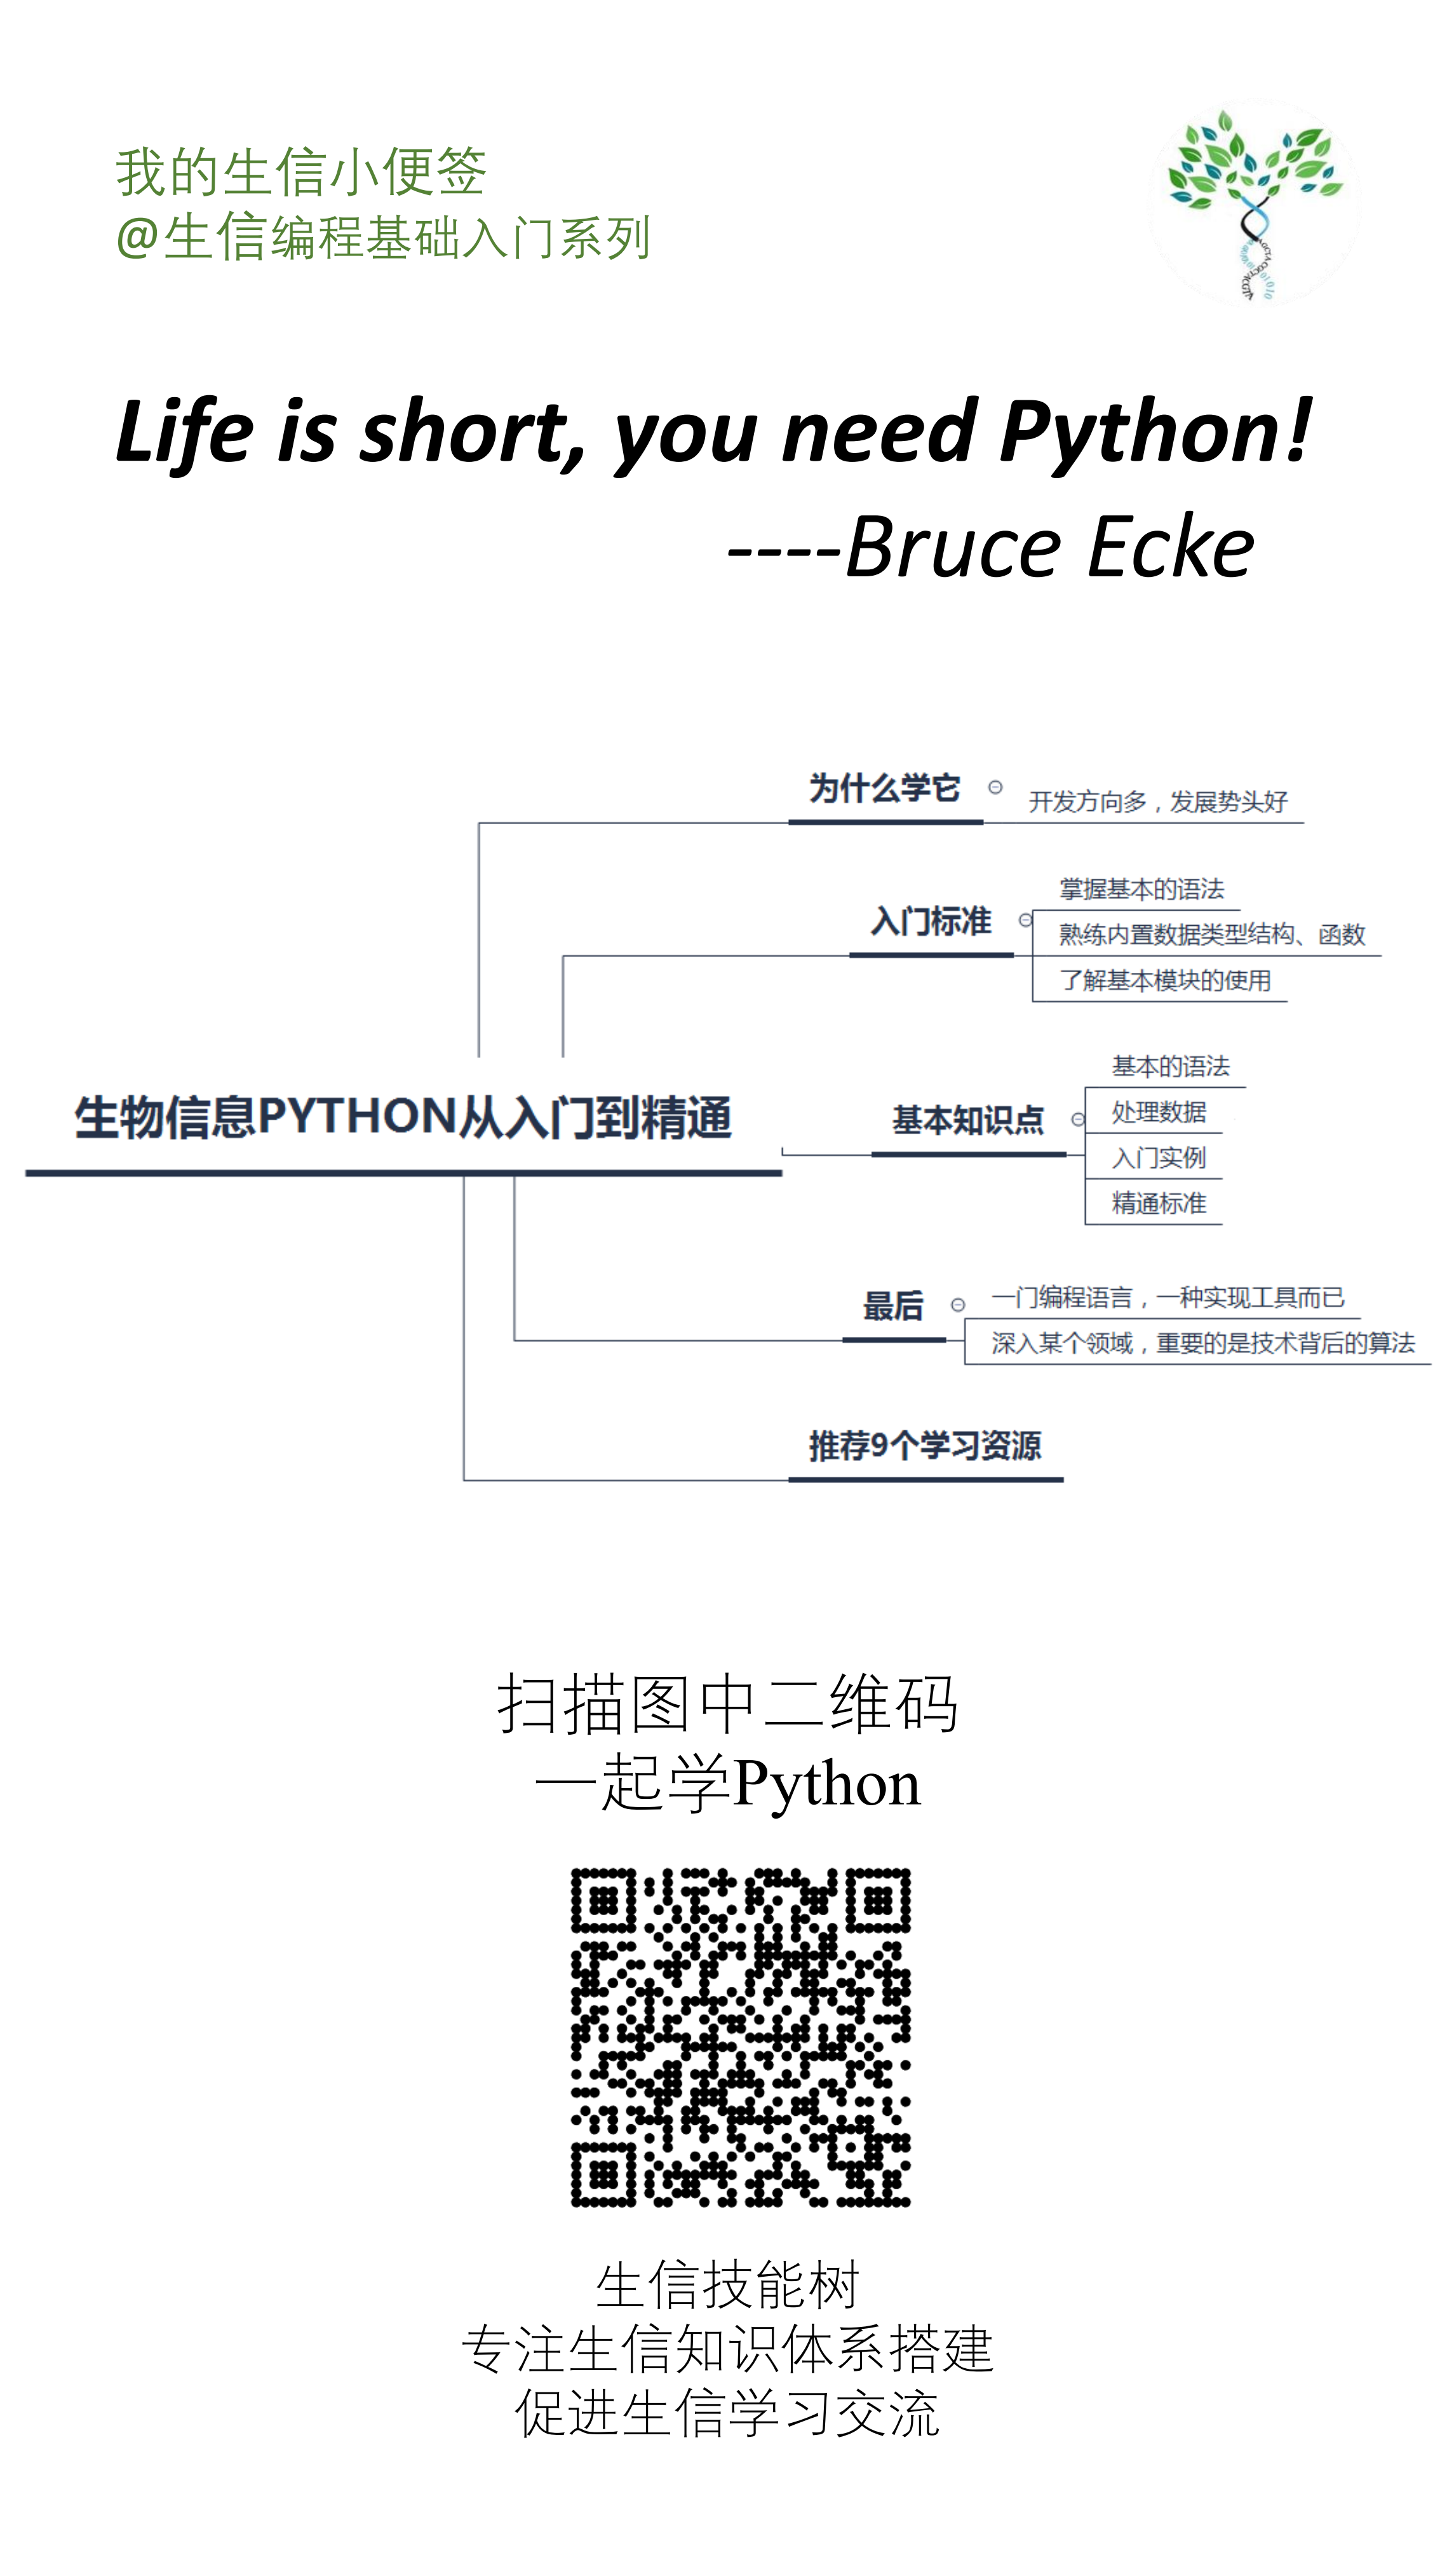 我的生信小便签
@生信编程基础入门系列
Life is short, you need Python!
----Bruce Ecke
为什么学它
开发方向多，发展势头好
入门标准
掌握基本的语法
熟练内置数据类型结构、函数
了解基本模块的使用
生物信息PYTHON从入门到精通
基本知识点
基本的语法
处理数据
入门实例
精通标准
最后
一门编程语言，一种实现工具而已
深入某个领域，重要的是技术背后的算法
推荐9个学习资源
扫描图中二维码
一起学Python
生信技能树
专注生信知识体系搭建
促进生信学习交流